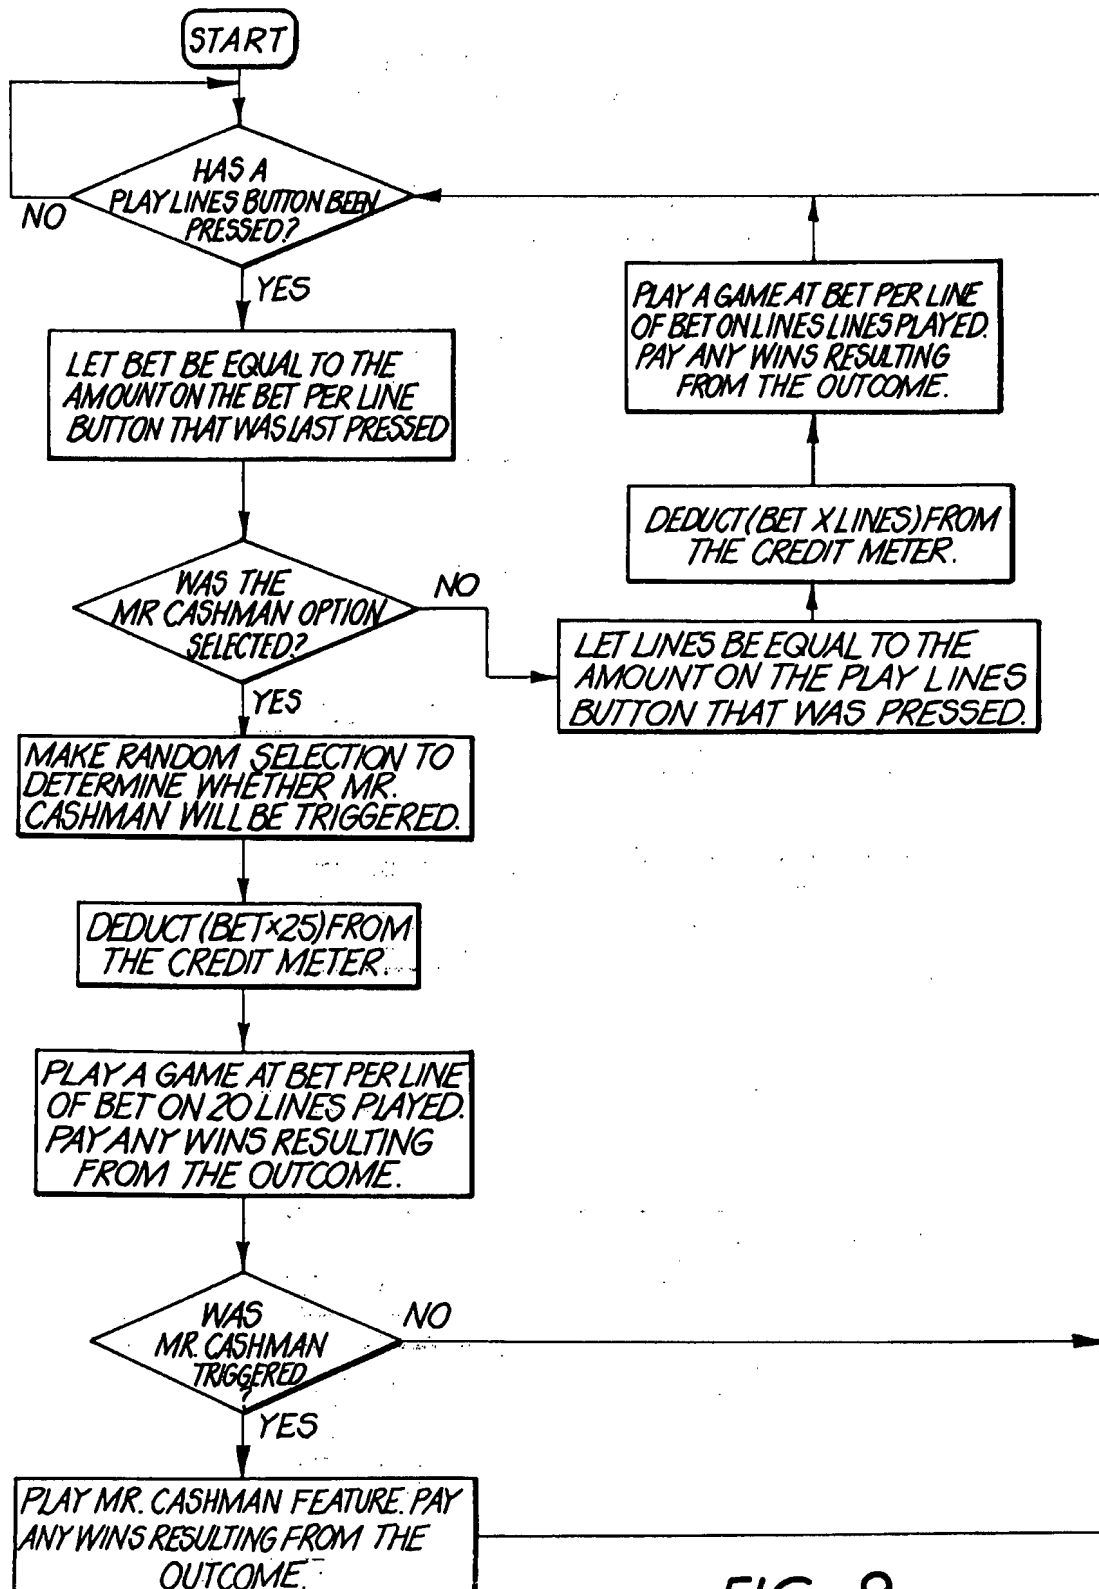 START
HAS A
PLAY LINES BUTTON BEEN
PRESSED?
NO
YES
LET BET BE EQUAL TO THE
AMOUNT ON THE BET PER LINE
BUTTON THAT WAS LAST PRESSED
WAS THE
MR CASHMAN OPTION
SELECTED?
NO
YES
PLAY A GAME AT BET PER LINE
OF BET ON LINES LINES PLAYED.
PAY ANY WINS RESULTING
FROM THE OUTCOME.
DEDUCT (BET X LINES) FROM
THE CREDIT METER.
LET LINES BE EQUAL TO THE
AMOUNT ON THE PLAY LINES
BUTTON THAT WAS PRESSED.
MAKE RANDOM SELECTION TO
DETERMINE WHETHER MR.
CASHMAN WILL BE TRIGGERED.
DEDUCT (BET×25) FROM
THE CREDIT METER.
PLAY A GAME AT BET PER LINE
OF BET ON 20 LINES PLAYED.
PAY ANY WINS RESULTING
FROM THE OUTCOME.
WAS
MR. CASHMAN
TRIGGERED
?
NO
YES
PLAY MR. CASHMAN FEATURE. PAY
ANY WINS RESULTING FROM THE
OUTCOME.
FIG.